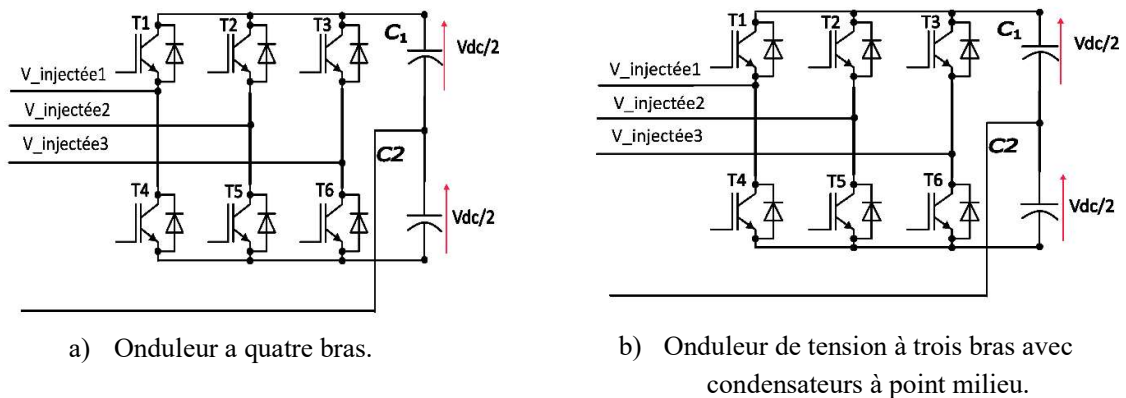 T1 T2 T3 C1 Vdc/2
V_injectée1
V_injectée2
V_injectée3 C2
T4 T5 T6 Vdc/2
a) Onduleur a quatre bras.
T1 T2 T3 C1 Vdc/2
V_injectée1
V_injectée2
V_injectée3 C2
T4 T5 T6 Vdc/2
b) Onduleur de tension à trois bras avec
condensateurs à point milieu.